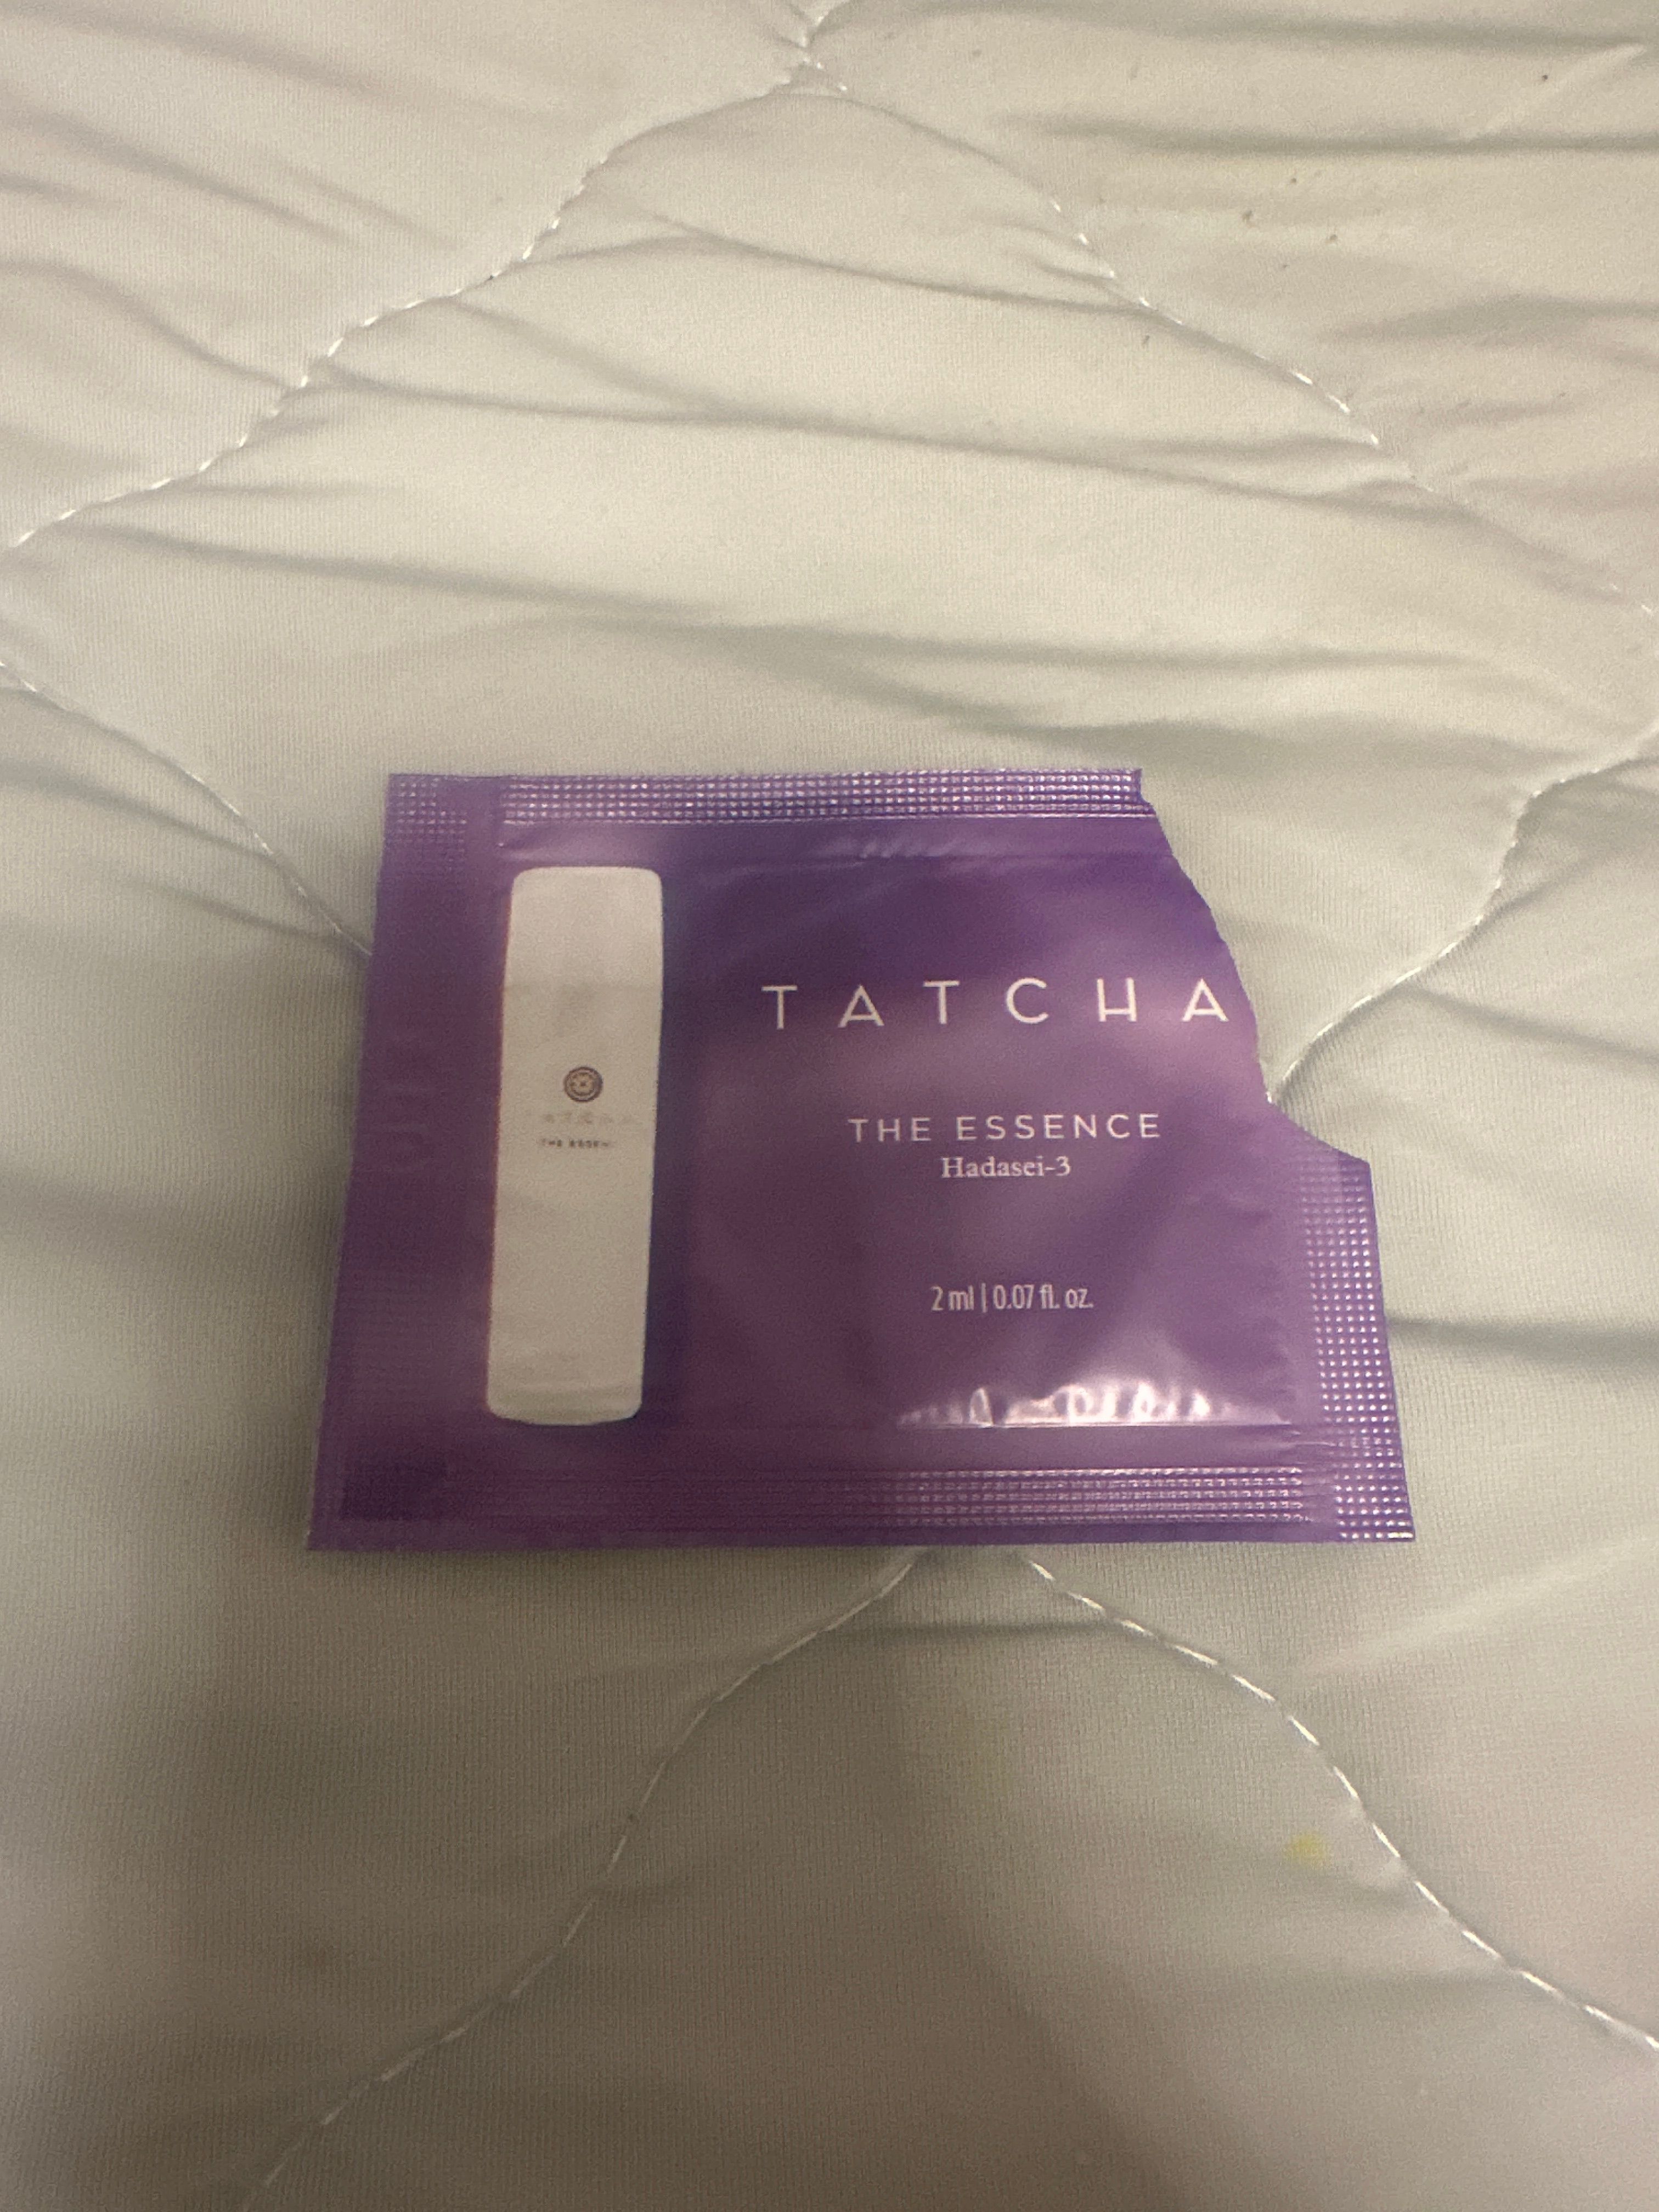 TATCHA
THE ESSENCE
Hadasei-3
2 ml | 0.07 fl. oz.